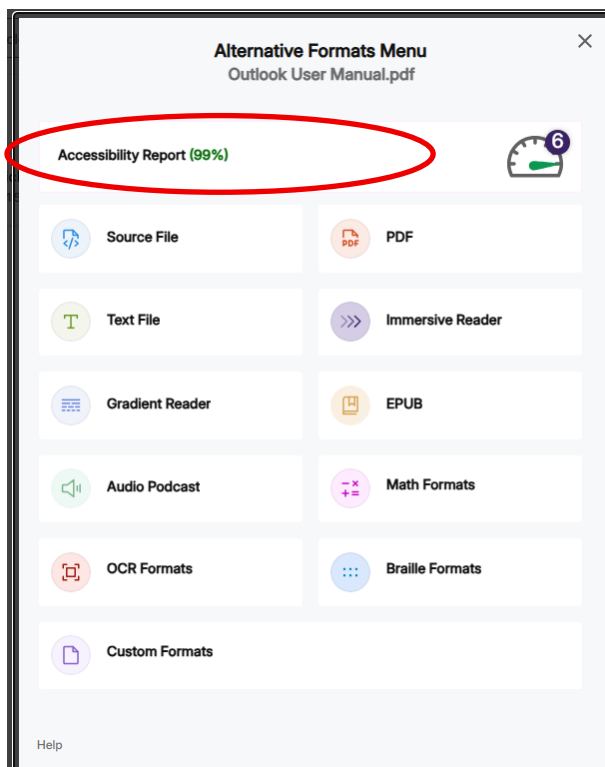 Alternative Formats Menu
Outlook User Manual.pdf
Accessibility Report (99%)
6
Source File
PDF
PDF
Text File
Immersive Reader
Gradient Reader
EPUB
Audio Podcast
Math Formats
OCR Formats
Braille Formats
Custom Formats
Help